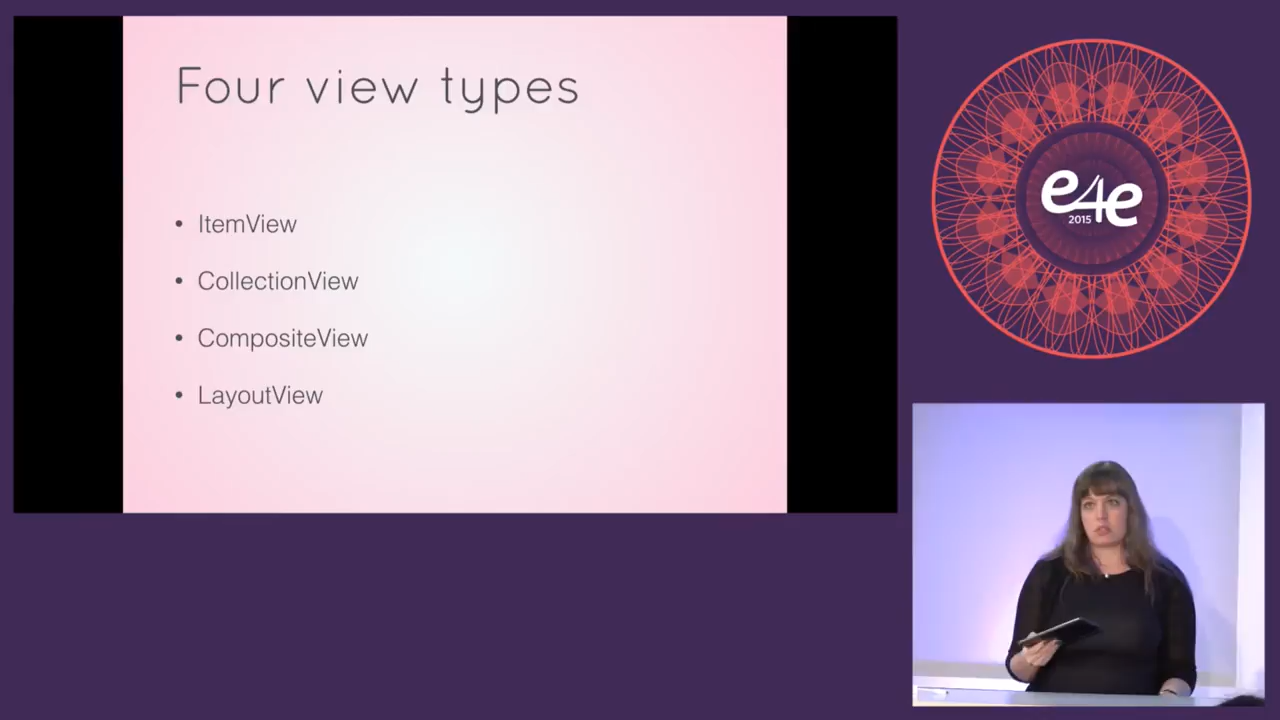 Four view types
• ItemView
• CollectionView
• CompositeView
• LayoutView
e4e
2015